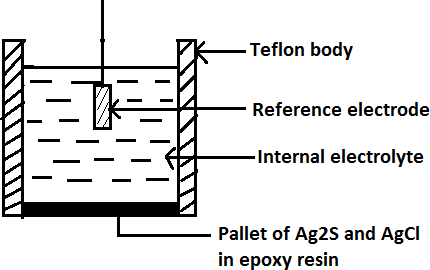 Teflon body
Reference electrode
Internal electrolyte
Pallet of Ag2S and AgCl
in epoxy resin